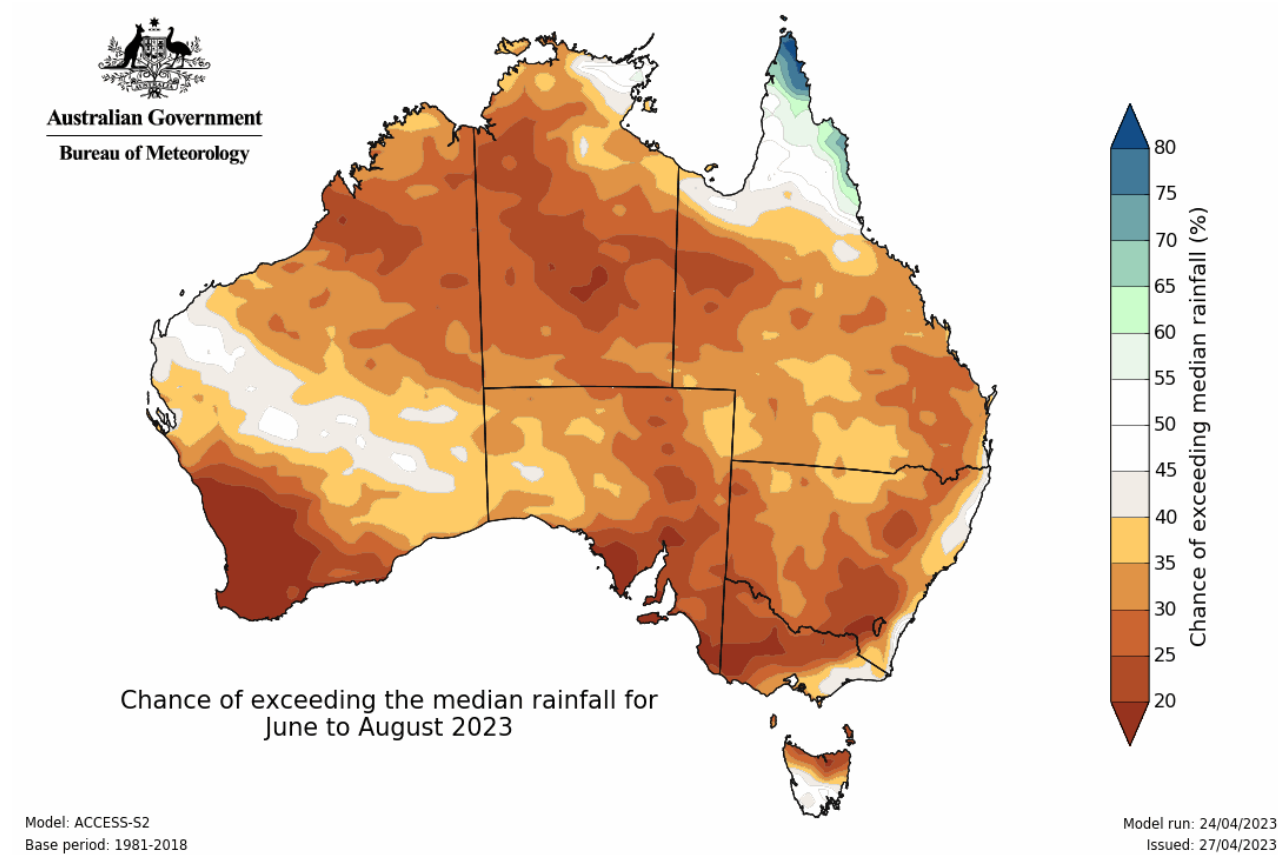 Australian Government
Bureau of Meteorology
80
75
70
65
60
55
50
45
40
35
30
25
20
Chance of exceeding median rainfall (%)
Chance of exceeding the median rainfall for
June to August 2023
Model: ACCESS-S2
Base period: 1981-2018
Model run: 24/04/2023
Issued: 27/04/2023